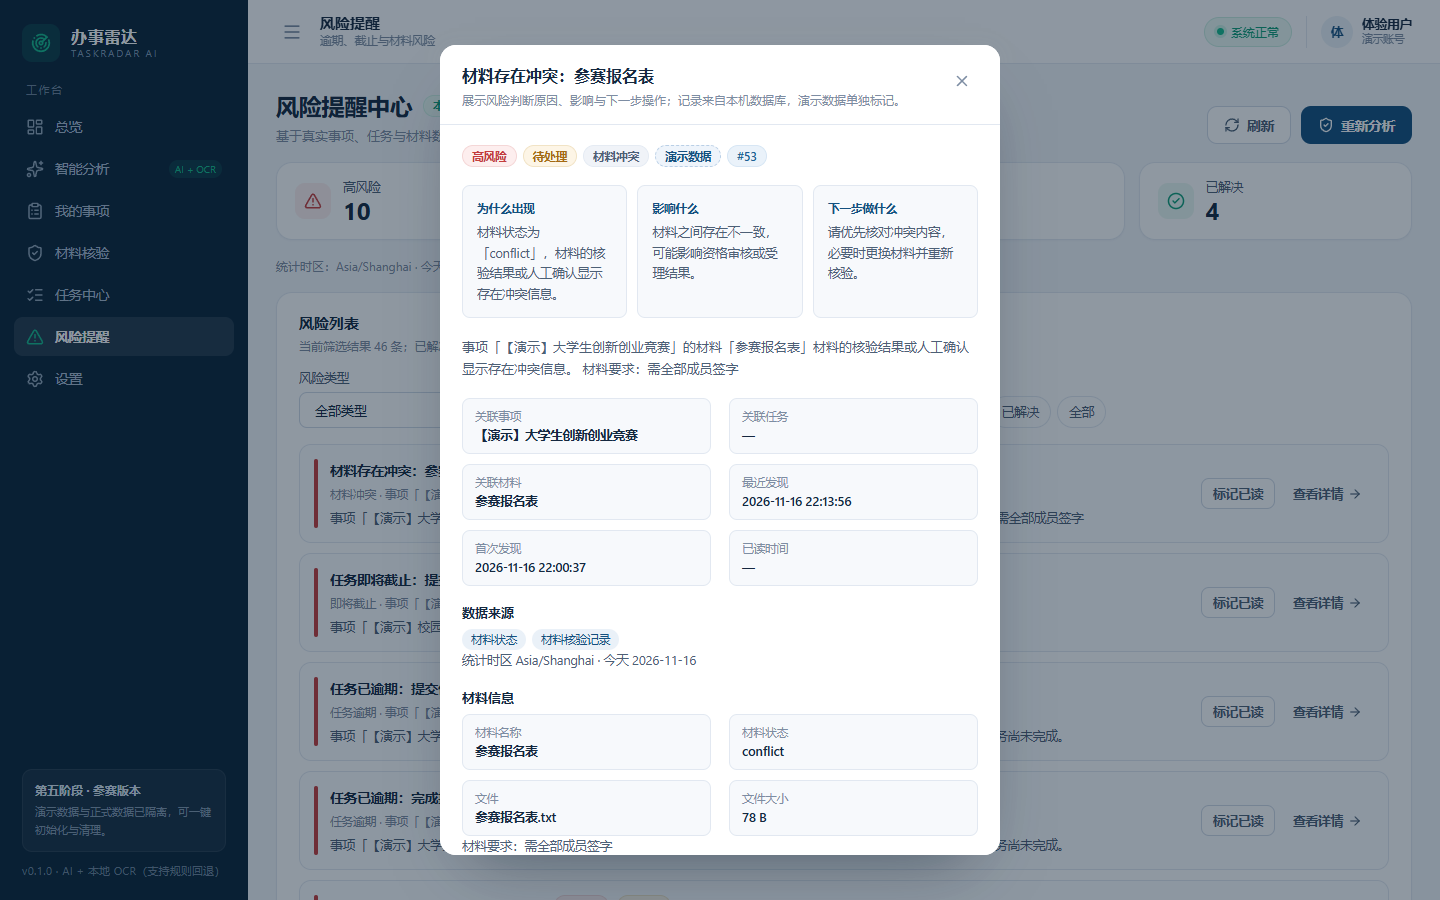 办事雷达
TASKRADAR AI
工作台
总览
智能分析
AI + OCR
我的事项
材料核验
任务中心
风险提醒
设置
第五阶段 · 参赛版本
演示数据与正式数据已隔离，可一键
初始化与清理。
v0.1.0 · AI + 本地 OCR（支持规则回退）
风险提醒
逾期、截止与材料风险
系统正常
体
体验用户
演示账号
风险提醒中心
基于真实事项、任务与材料
刷新
重新分析
高风险
10
已解决
4
统计时区：Asia/Shanghai · 今天
风险列表
当前筛选结果 46 条；已解
风险类型
全部类型
已解决
全部
材料存在冲突：参
材料冲突 · 事项「【演
事项「【演示】大学
需全部成员签字
标记已读
查看详情
任务即将截止：提
即将截止 · 事项「【演
事项「【演示】校园
标记已读
查看详情
任务已逾期：提交
任务逾期 · 事项「【演
事项「【演示】大学
务尚未完成。
标记已读
查看详情
任务已逾期：完成
任务逾期 · 事项「【演
事项「【演示】大学
务尚未完成。
标记已读
查看详情
材料存在冲突：参赛报名表
展示风险判断原因、影响与下一步操作；记录来自本机数据库，演示数据单独标记。
高风险
待处理
材料冲突
演示数据
#53
为什么出现
材料状态为
「conflict」，材料的核
验结果或人工确认显示
存在冲突信息。
影响什么
材料之间存在不一致，
可能影响资格审核或受
理结果。
下一步做什么
请优先核对冲突内容，
必要时更换材料并重新
核验。
事项「【演示】大学生创新创业竞赛」的材料「参赛报名表」材料的核验结果或人工确认
显示存在冲突信息。 材料要求：需全部成员签字
关联事项
【演示】大学生创新创业竞赛
关联任务
—
关联材料
参赛报名表
最近发现
2026-11-16 22:13:56
首次发现
2026-11-16 22:00:37
已读时间
—
数据来源
材料状态
材料核验记录
统计时区 Asia/Shanghai · 今天 2026-11-16
材料信息
材料名称
参赛报名表
材料状态
conflict
文件
参赛报名表.txt
文件大小
78 B
材料要求：需全部成员签字